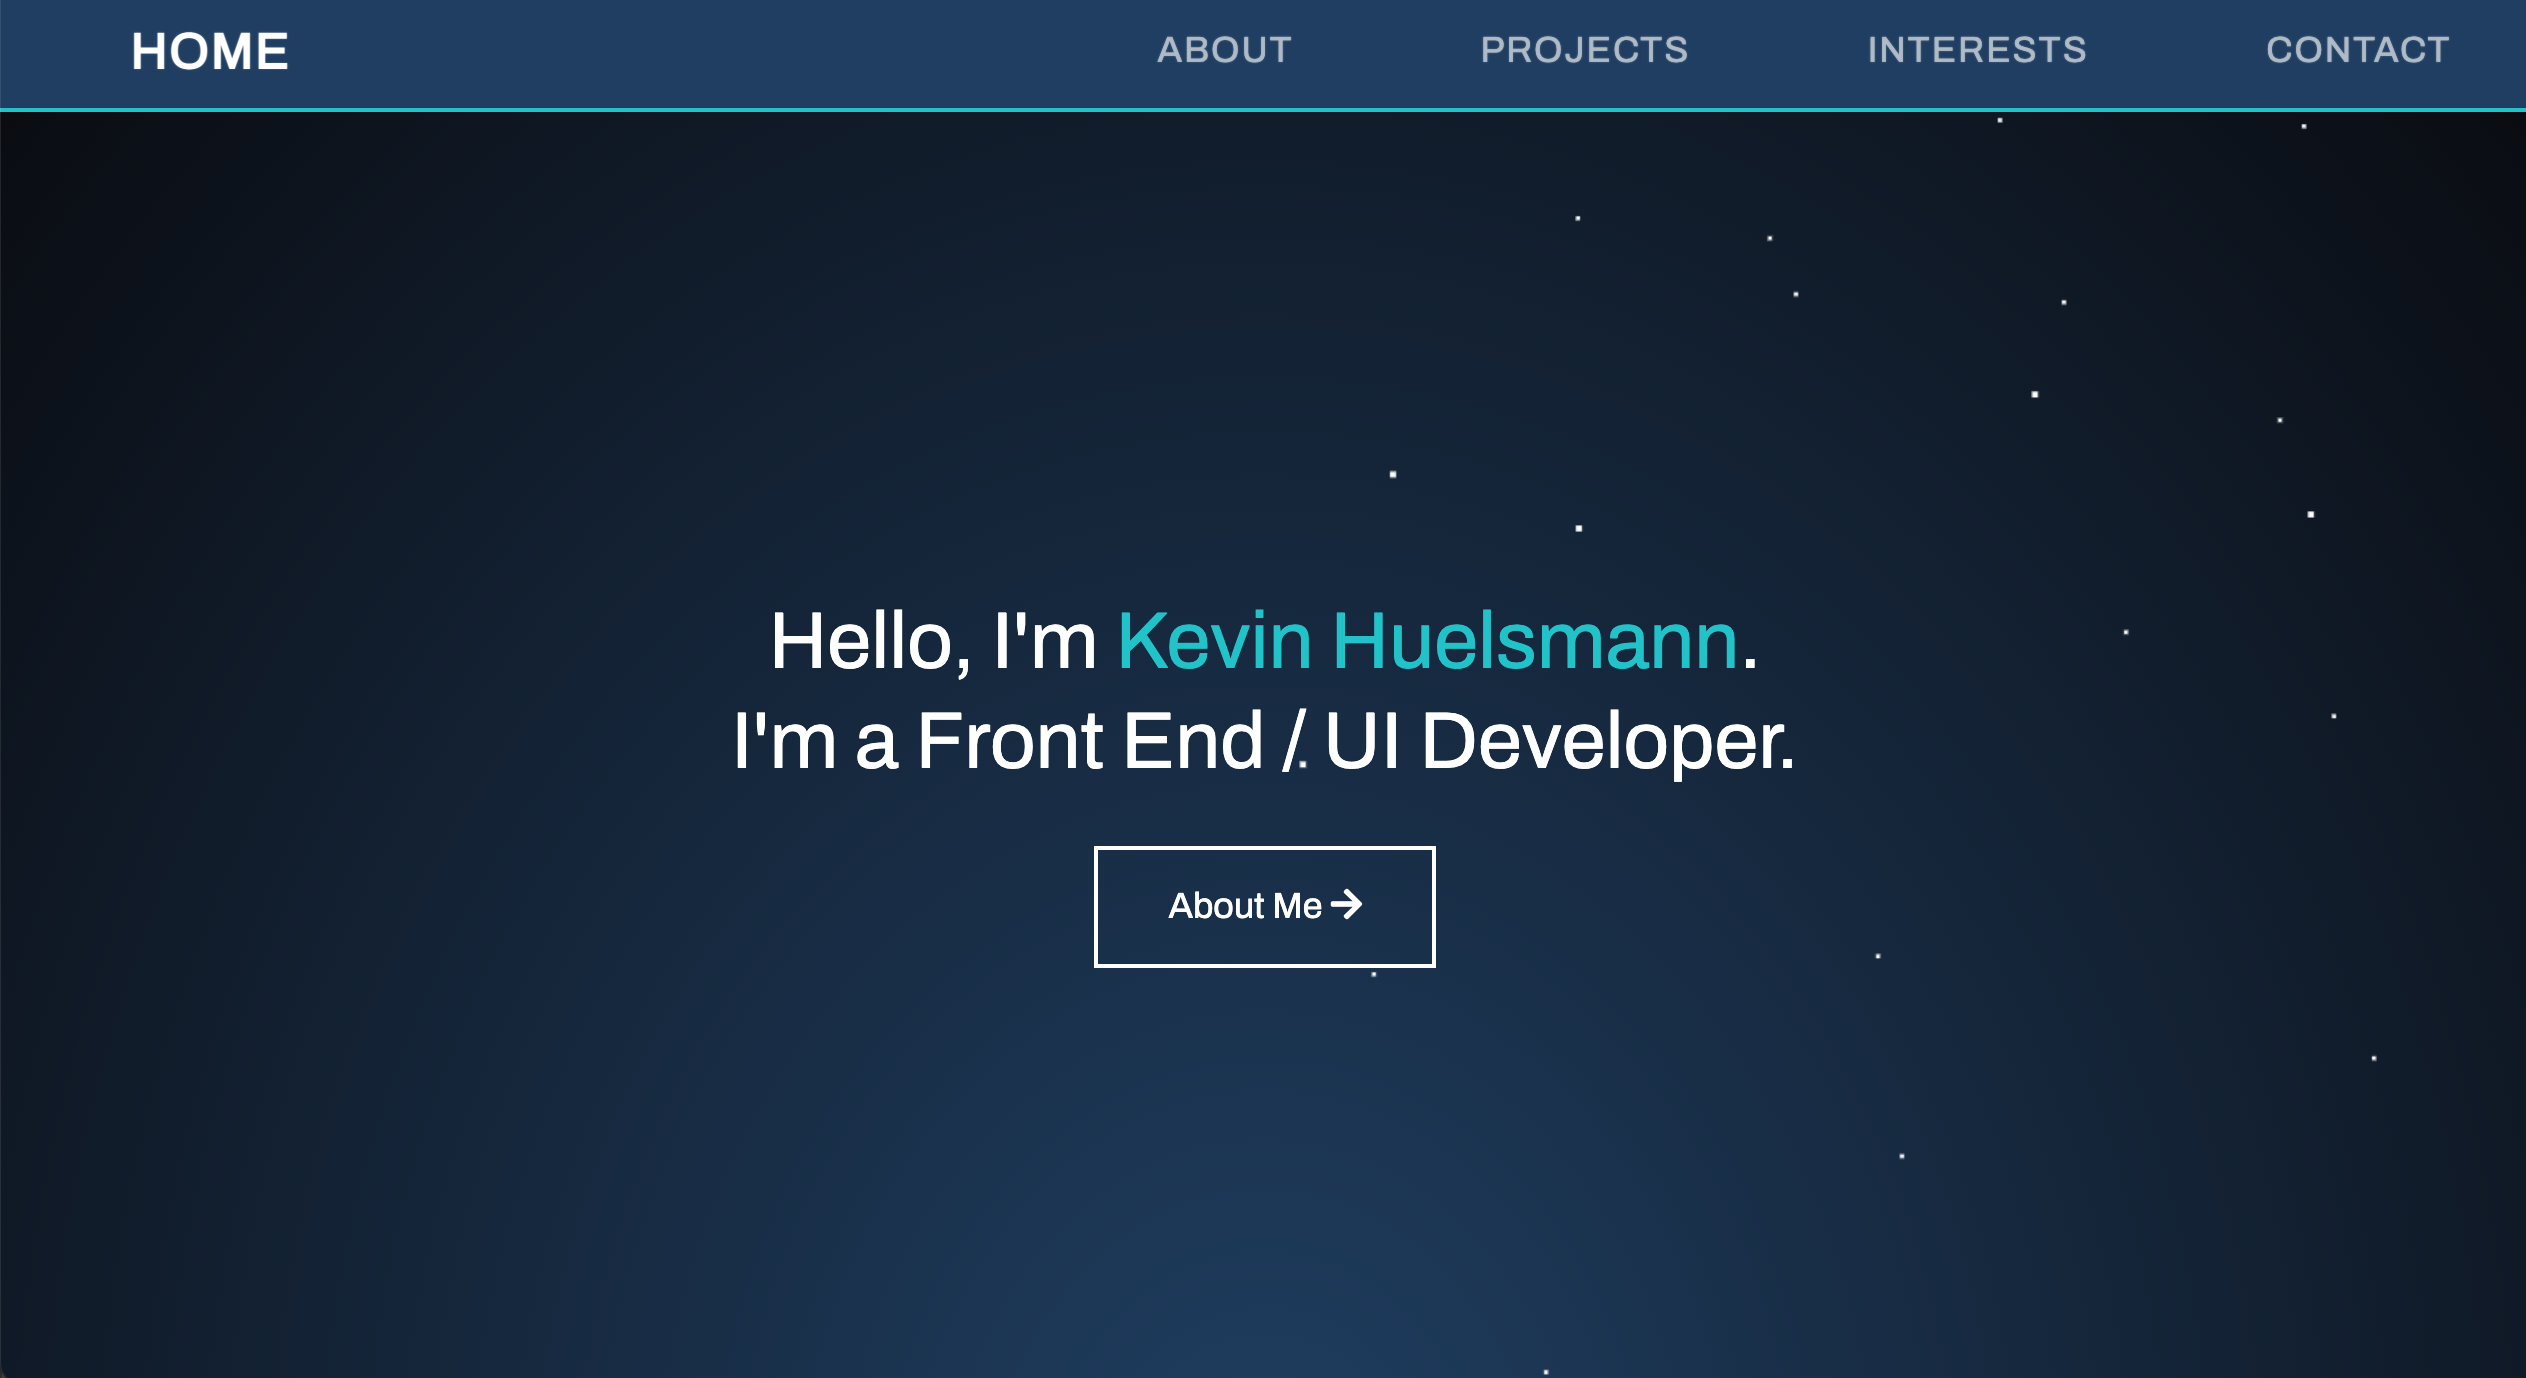 HOME ABOUT PROJECTS INTERESTS CONTACT
Hello, I'm Kevin Huelsmann.
I'm a Front End / UI Developer.
About Me →